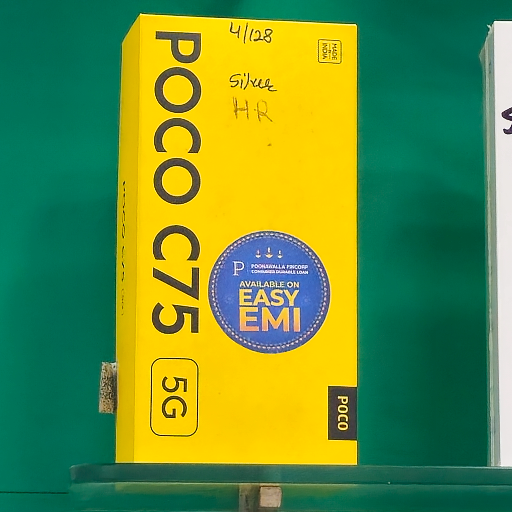 4/128
MADE IN INDIA
Silver
HR
POCO C75
5G
P POONAWALLA FINCORP
CONSUMER DURABLE LOAN
AVAILABLE ON
EASY
EMI
POCO